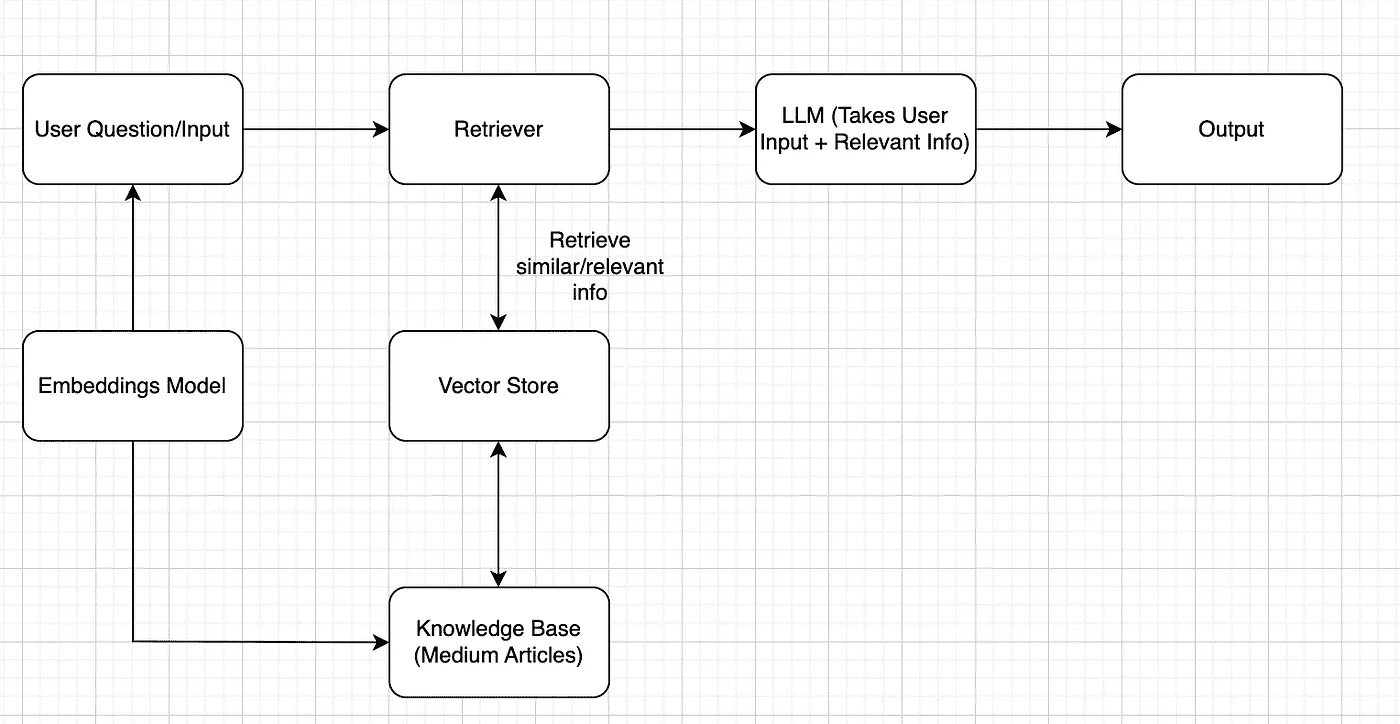 User Question/Input
Retriever
LLM (Takes User
Input + Relevant Info)
Output
Retrieve
similar/relevant
info
Embeddings Model
Vector Store
Knowledge Base
(Medium Articles)